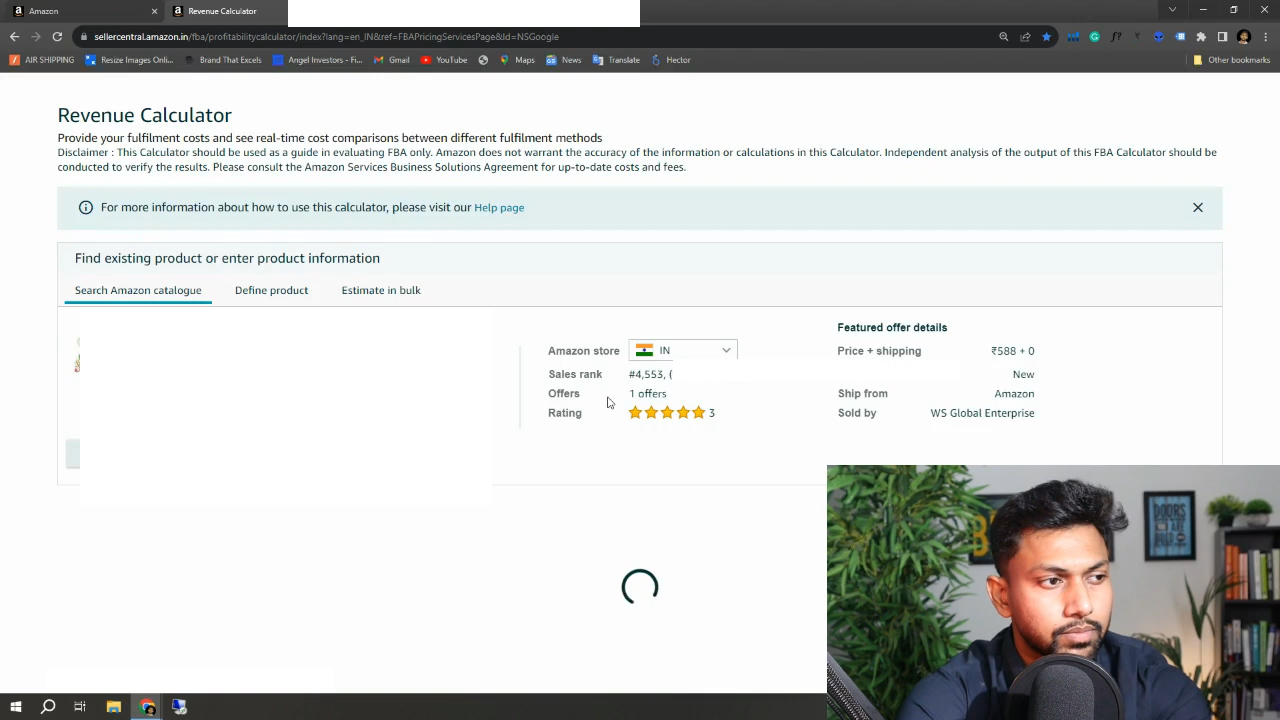 Amazon
Revenue Calculator
sellercentral.amazon.in/fba/profitabilitycalculator/index?lang=en_IN&ref=FBAPricingServicesPage&ld=NSGoogle
AIR SHIPPING
Resize Images Onli...
Brand That Excels
Angel Investors - Fi...
Gmail
YouTube
Maps
News
Translate
Hector
Other bookmarks
Revenue Calculator
Provide your fulfilment costs and see real-time cost comparisons between different fulfilment methods
Disclaimer : This Calculator should be used as a guide in evaluating FBA only. Amazon does not warrant the accuracy of the information or calculations in this Calculator. Independent analysis of the output of this FBA Calculator should be
conducted to verify the results. Please consult the Amazon Services Business Solutions Agreement for up-to-date costs and fees.
For more information about how to use this calculator, please visit our Help page
Find existing product or enter product information
Search Amazon catalogue
Define product
Estimate in bulk
Featured offer details
Amazon store
IN
Price + shipping
₹588 + 0
Sales rank
#4,553, (
New
Offers
1 offers
Ship from
Amazon
Rating
3
Sold by
WS Global Enterprise
DOORS